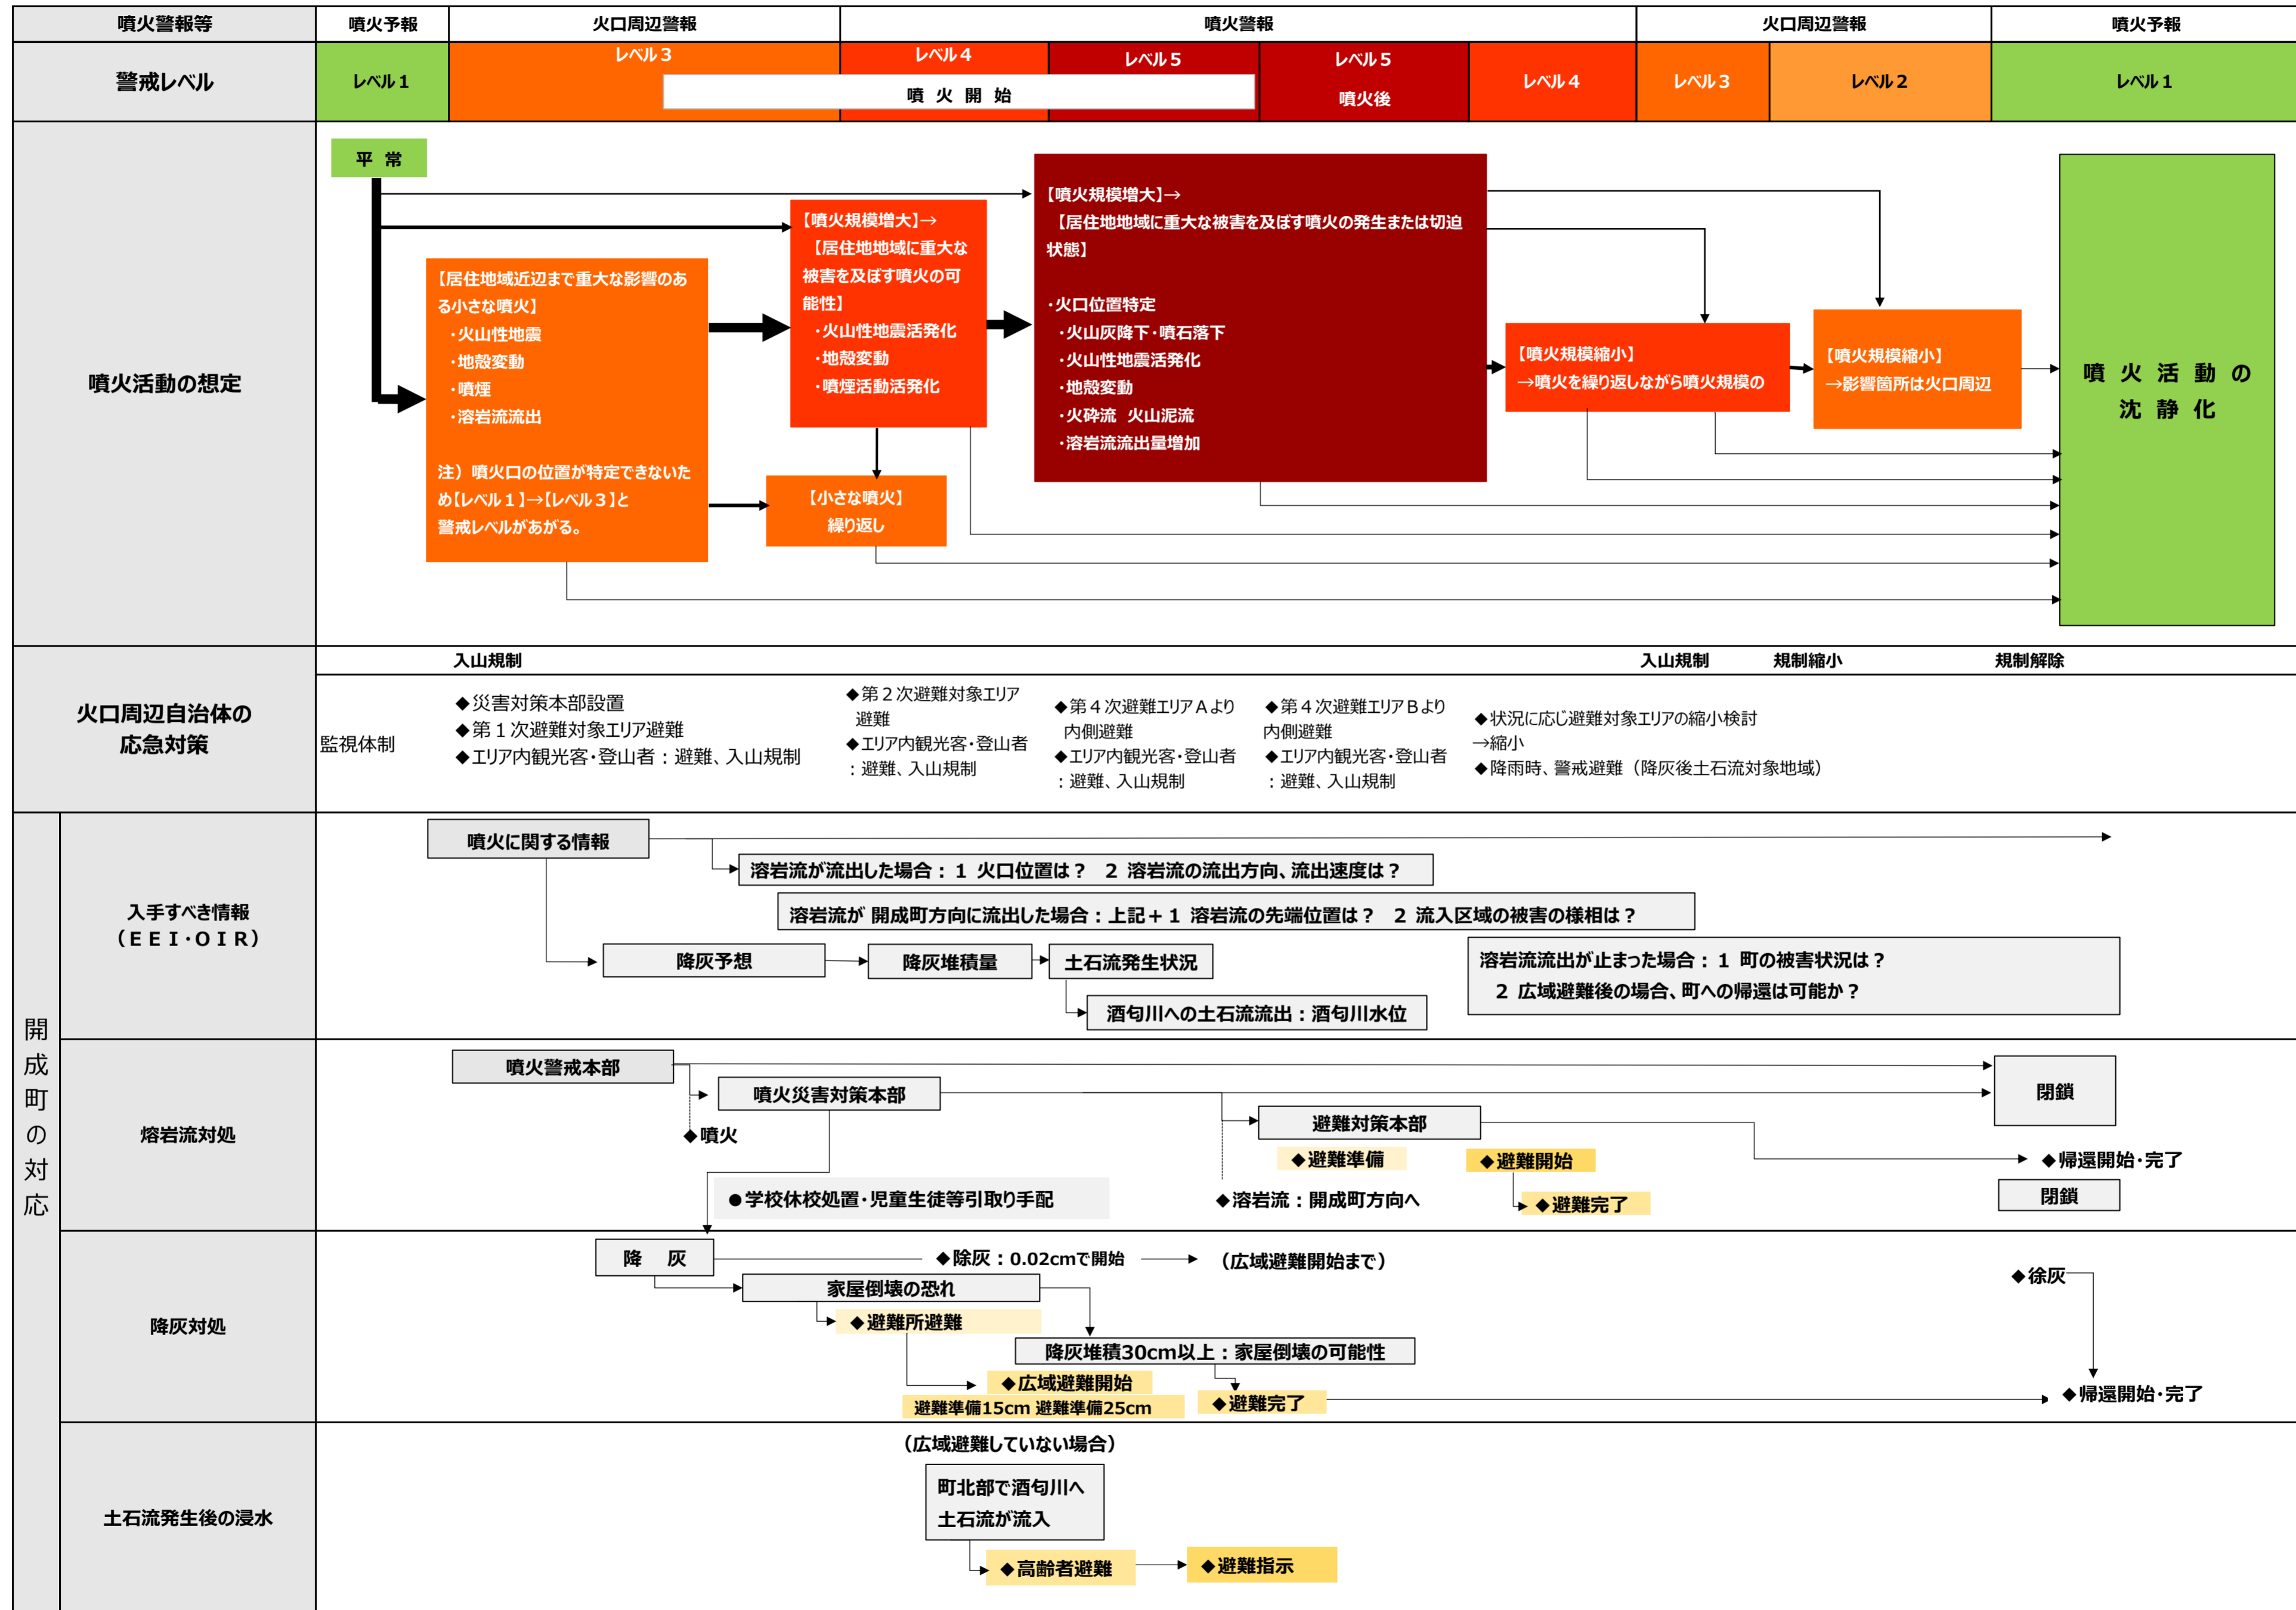 噴火警報等
噴火予報
火口周辺警報
噴火警報
火口周辺警報
噴火予報
警戒レベル
レベル1
レベル3
レベル4
レベル5
レベル5
噴火後
レベル4
レベル3
レベル2
レベル1
噴 火 開 始
噴火活動の想定
平 常
【居住地域近辺まで重大な影響のあ
る小さな噴火】
・火山性地震
・地殻変動
・噴煙
・溶岩流流出
注）噴火口の位置が特定できないた
め【レベル１】→【レベル３】と
警戒レベルがあがる。
【噴火規模増大】→
【居住地地域に重大な
被害を及ぼす噴火の可
能性】
・火山性地震活発化
・地殻変動
・噴煙活動活発化
【小さな噴火】
繰り返し
【噴火規模増大】→
【居住地地域に重大な被害を及ぼす噴火の発生または切迫
状態】
・火口位置特定
・火山灰降下・噴石落下
・火山性地震活発化
・地殻変動
・火砕流 火山泥流
・溶岩流流出量増加
【噴火規模縮小】
→噴火を繰り返しながら噴火規模の
【噴火規模縮小】
→影響箇所は火口周辺
噴 火 活 動 の
沈 静 化
火口周辺自治体の
応急対策
入山規制
入山規制
規制縮小
規制解除
監視体制
◆災害対策本部設置
◆第１次避難対象エリア避難
◆エリア内観光客・登山者：避難、入山規制
◆第２次避難対象エリア
避難
◆エリア内観光客・登山者
：避難、入山規制
◆第４次避難エリアＡより
内側避難
◆エリア内観光客・登山者
：避難、入山規制
◆第４次避難エリアＢより
内側避難
◆エリア内観光客・登山者
：避難、入山規制
◆状況に応じ避難対象エリアの縮小検討
→縮小
◆降雨時、警戒避難（降灰後土石流対象地域）
開成町の対応
入手すべき情報
（ＥＥＩ・ＯＩＲ）
噴火に関する情報
溶岩流が流出した場合：１ 火口位置は？ ２ 溶岩流の流出方向、流出速度は？
溶岩流が 開成町方向に流出した場合：上記＋１ 溶岩流の先端位置は？ ２ 流入区域の被害の様相は？
降灰予想
降灰堆積量
土石流発生状況
酒匂川への土石流流出：酒匂川水位
溶岩流流出が止まった場合：１ 町の被害状況は？
２ 広域避難後の場合、町への帰還は可能か？
熔岩流対処
噴火警戒本部
噴火災害対策本部
◆噴火
避難対策本部
閉鎖
◆避難準備
◆避難開始
◆帰還開始・完了
●学校休校処置・児童生徒等引取り手配
◆溶岩流：開成町方向へ
◆避難完了
閉鎖
降灰対処
降 灰
◆除灰：0.02cmで開始
（広域避難開始まで）
◆徐灰
家屋倒壊の恐れ
◆避難所避難
降灰堆積30cm以上：家屋倒壊の可能性
◆広域避難開始
避難準備15cm 避難準備25cm
◆避難完了
◆帰還開始・完了
土石流発生後の浸水
（広域避難していない場合）
町北部で酒匂川へ
土石流が流入
◆高齢者避難
◆避難指示